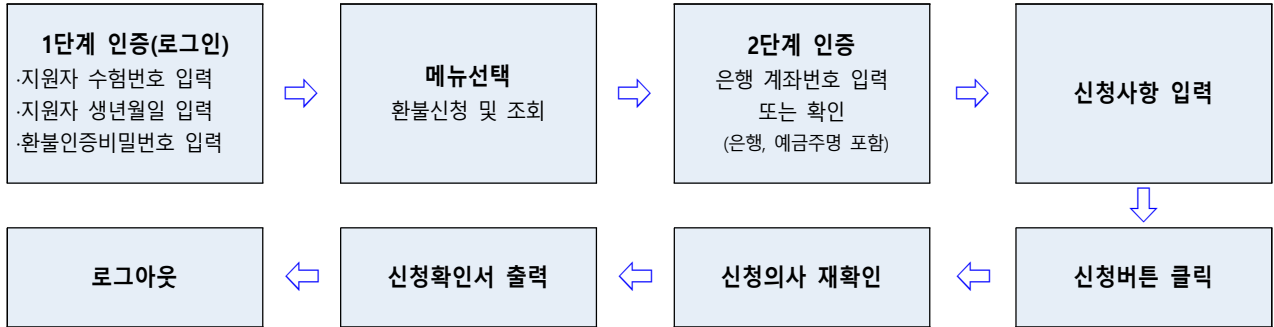 1단계 인증(로그인)
·지원자 수험번호 입력
·지원자 생년월일 입력
·환불인증비밀번호 입력
메뉴선택
환불신청 및 조회
2단계 인증
은행 계좌번호 입력
또는 확인
(은행, 예금주명 포함)
신청사항 입력
신청버튼 클릭
신청의사 재확인
신청확인서 출력
로그아웃